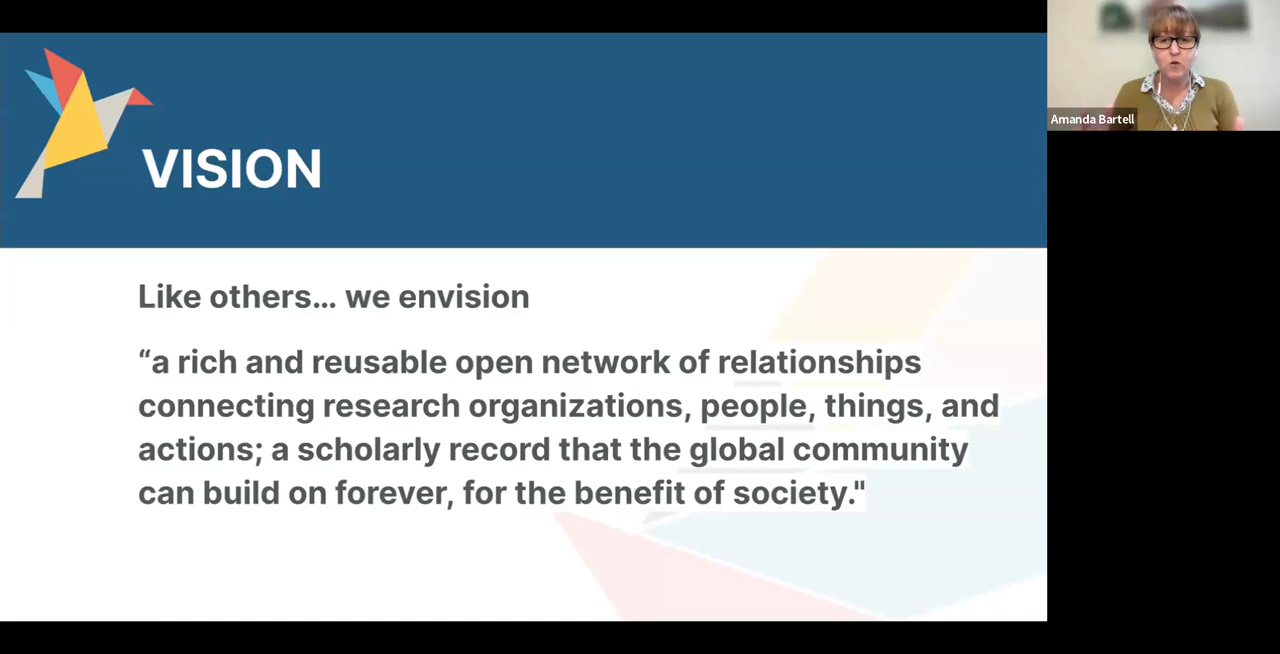 VISION
Like others... we envision
“a rich and reusable open network of relationships
connecting research organizations, people, things, and
actions; a scholarly record that the global community
can build on forever, for the benefit of society."
Amanda Bartell